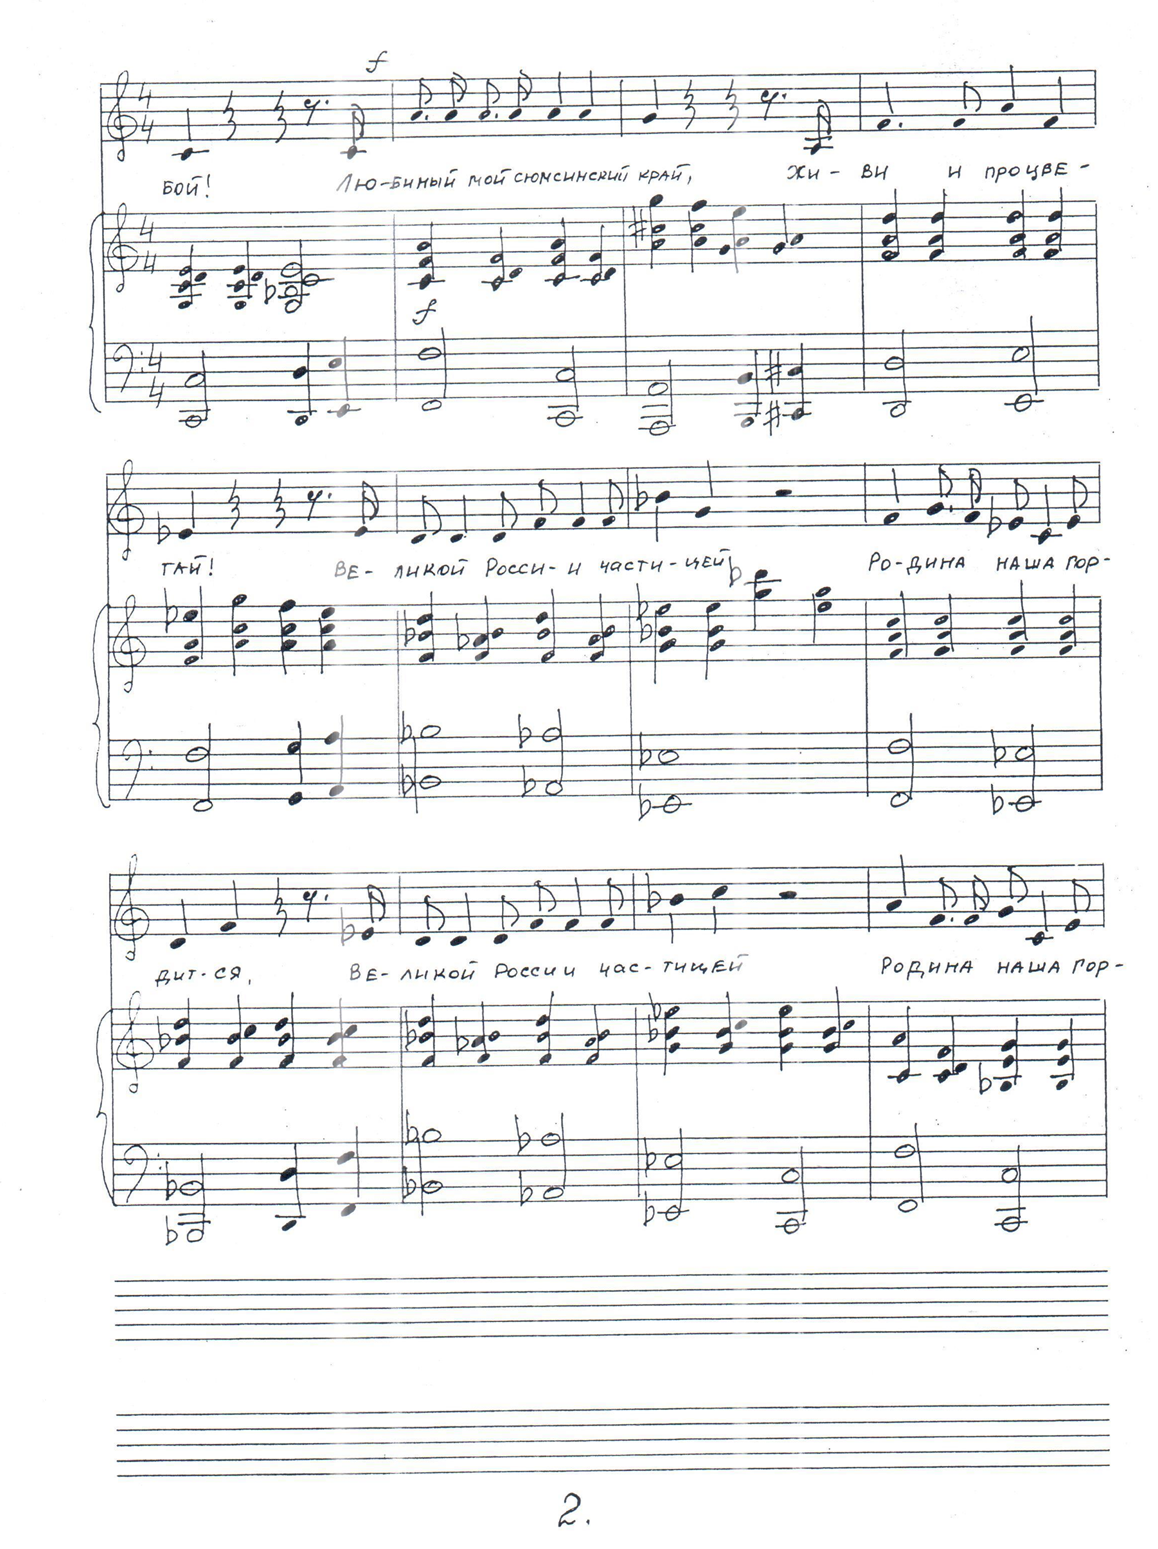 f
БОЙ! ЛЮ-БИМЫЙ МОЙ СЮМСИНСКИЙ КРАЙ, ЖИ- ВИ И ПРОЦВЕ-
f
ТАЙ! ВЕ- ЛИКОЙ РОССИ- И ЧАСТИ- ЦЕЙ РО-ДИНА НАША ГОР-
ДИТ-СЯ, ВЕ- ЛИКОЙ РОССИИ ЧАС- ТИЦЕЙ РОДИНА НАША ГОР-
2.